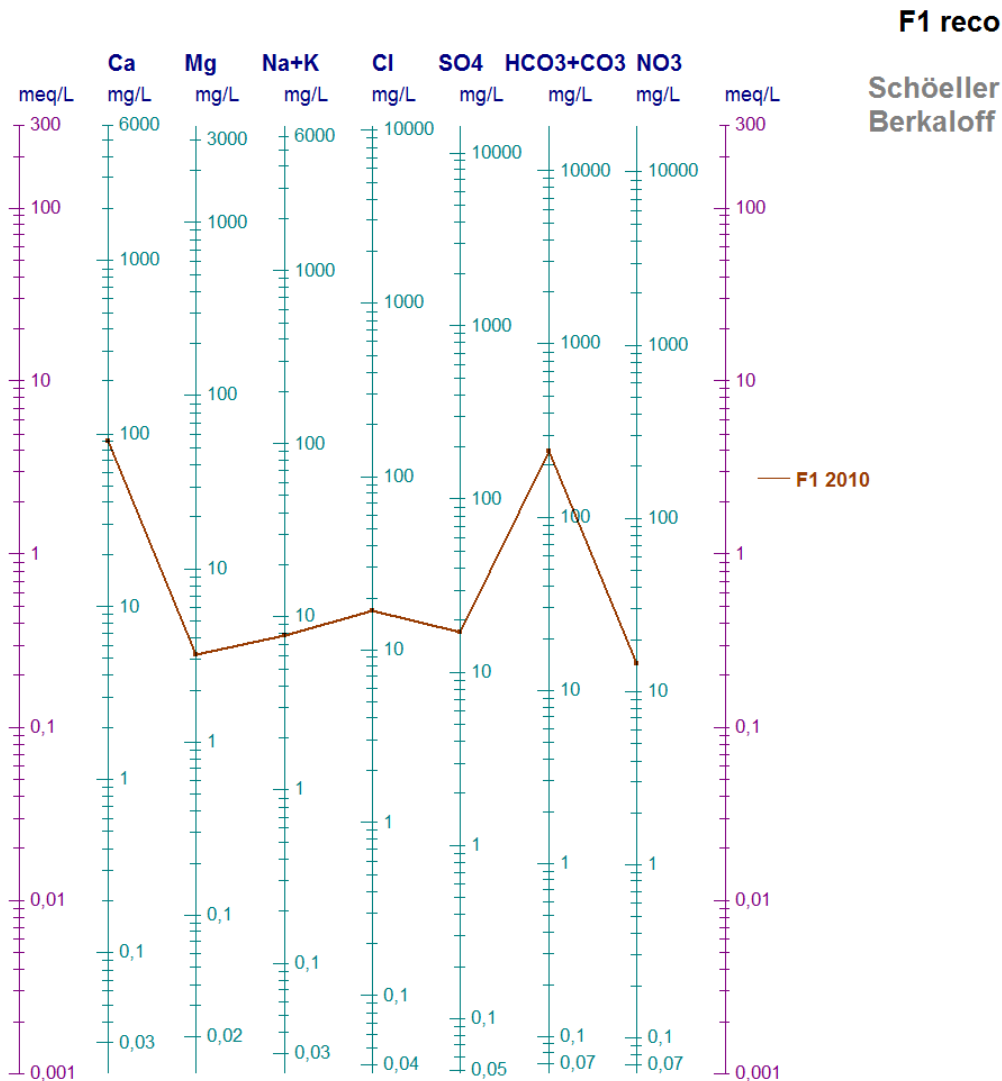 F1 reco
Schöeller
Berkaloff
Ca Mg Na+K Cl SO4 HCO3+CO3 NO3
meq/L mg/L mg/L mg/L mg/L mg/L mg/L mg/L meq/L
300 6000 3000 6000 10000 10000 10000 10000 300
100 1000 1000 1000 1000 1000 1000 1000 100
10 100 100 100 100 100 100 100 10
1 10 10 10 10 10 10 10 1
0,1 1 1 1 1 1 1 1 0,1
0,01 0,1 0,1 0,1 0,1 0,1 0,1 0,1 0,01
0,001 0,03 0,02 0,03 0,04 0,05 0,07 0,07 0,001
F1 2010